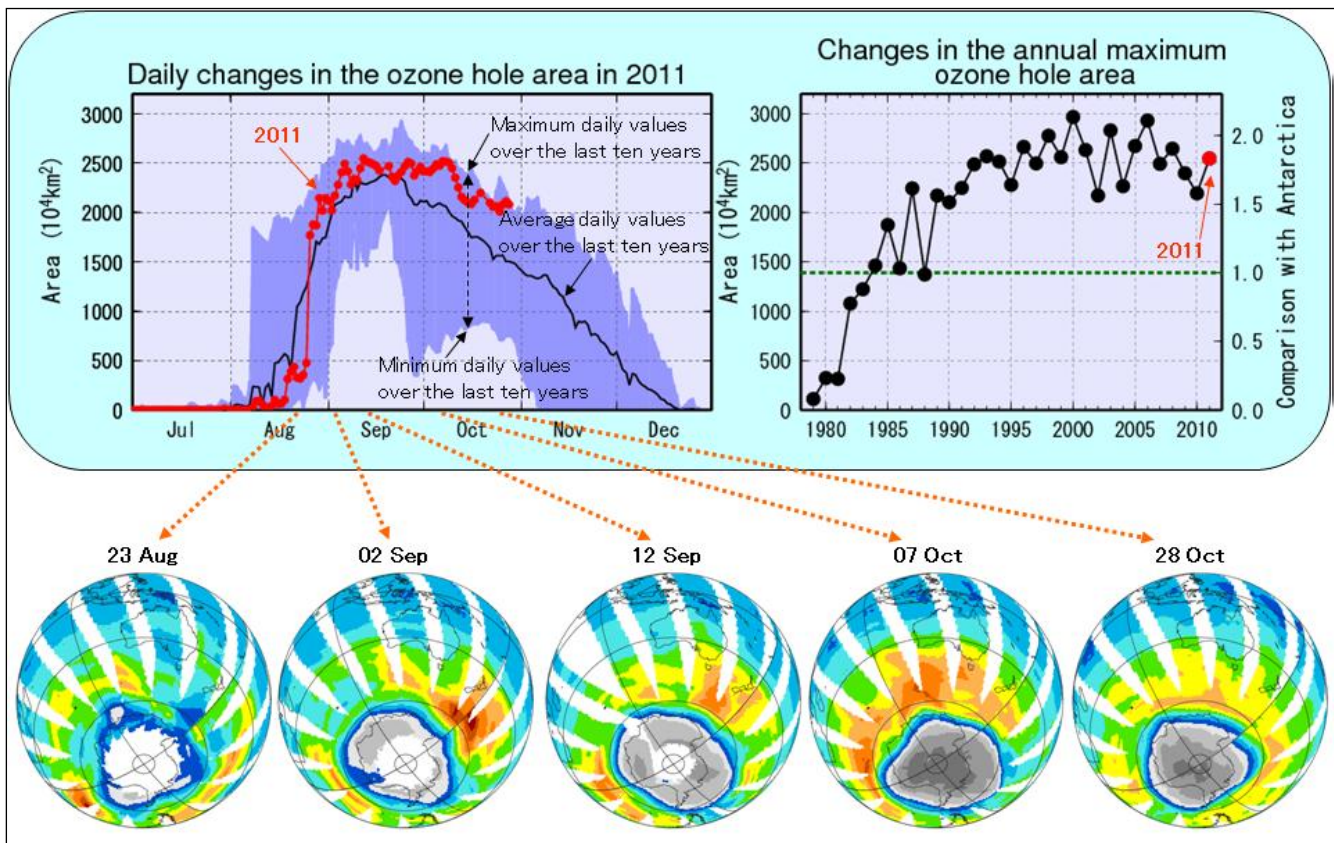 Daily changes in the ozone hole area in 2011
3000
2500
2000
1500
1000
500
0
Area (10⁴km²)
Jul
Aug
Sep
Oct
Nov
Dec
2011
Maximum daily values
over the last ten years
Average daily values
over the last ten years
Minimum daily values
over the last ten years
Changes in the annual maximum
ozone hole area
3000
2500
2000
1500
1000
500
0
Area (10⁴km²)
1980
1985
1990
1995
2000
2005
2010
2011
2.0
1.5
1.0
0.5
0.0
Comparison with Antarctica
1.0
23 Aug
02 Sep
12 Sep
07 Oct
28 Oct